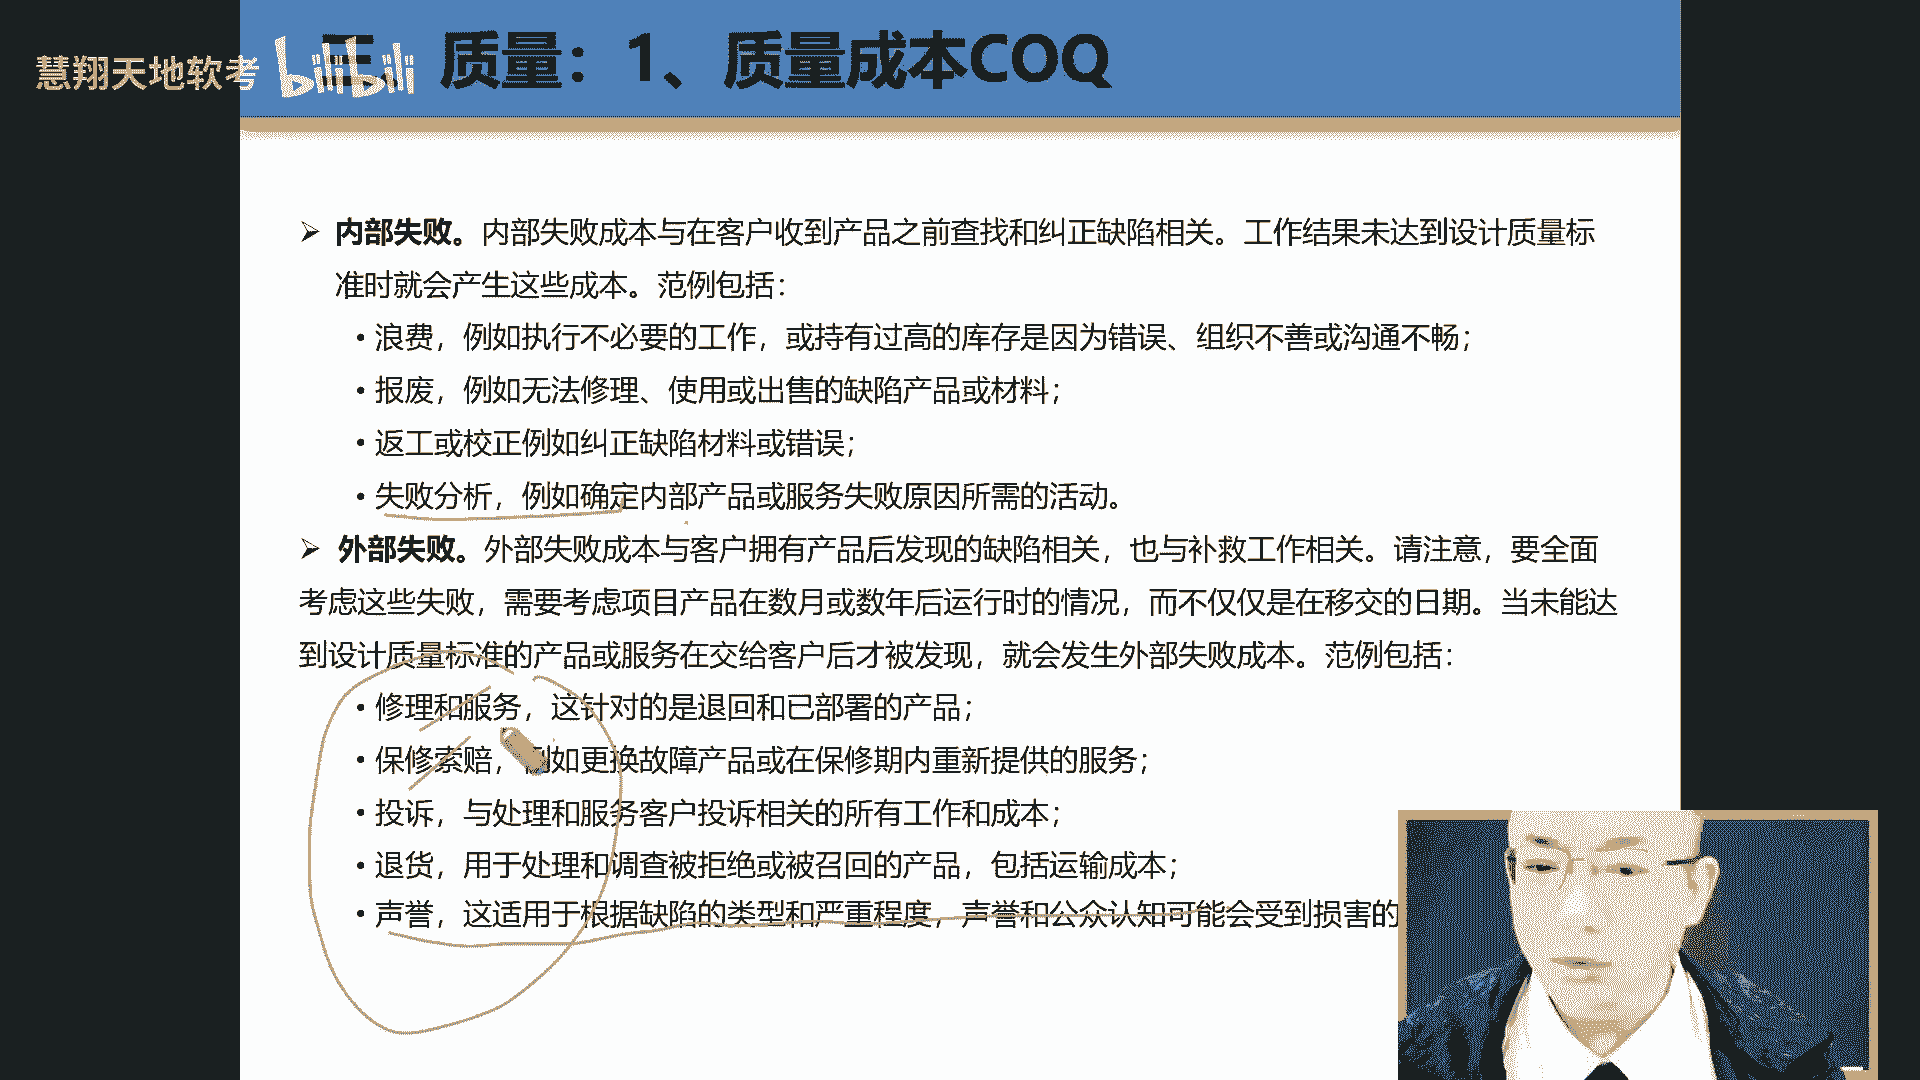 慧翔天地软考 bilibili
三、质量：1、质量成本COQ
➢ 内部失败。内部失败成本与在客户收到产品之前查找和纠正缺陷相关。工作结果未达到设计质量标
准时就会产生这些成本。范例包括：
• 浪费，例如执行不必要的工作，或持有过高的库存是因为错误、组织不善或沟通不畅；
• 报废，例如无法修理、使用或出售的缺陷产品或材料；
• 返工或校正例如纠正缺陷材料或错误；
• 失败分析，例如确定内部产品或服务失败原因所需的活动。
➢ 外部失败。外部失败成本与客户拥有产品后发现的缺陷相关，也与补救工作相关。请注意，要全面
考虑这些失败，需要考虑项目产品在数月或数年后运行时的情况，而不仅仅是在移交的日期。当未能达
到设计质量标准的产品或服务在交给客户后才被发现，就会发生外部失败成本。范例包括：
• 修理和服务，这针对的是退回和已部署的产品；
• 保修索赔，例如更换故障产品或在保修期内重新提供的服务；
• 投诉，与处理和服务客户投诉相关的所有工作和成本；
• 退货，用于处理和调查被拒绝或被召回的产品，包括运输成本；
• 声誉，这适用于根据缺陷的类型和严重程度，声誉和公众认知可能会受到损害的